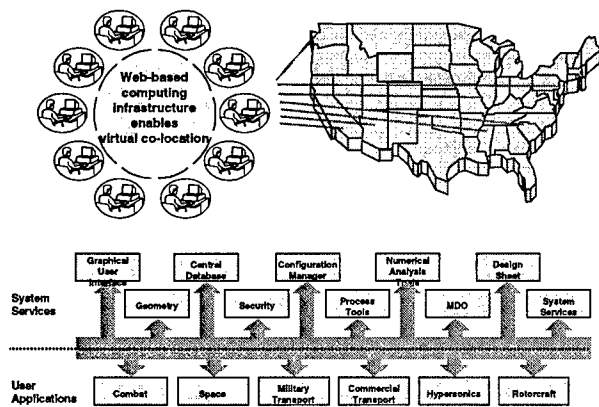 Web-based
computing
infrastructure
enables
virtual co-location
Graphical
User
Interface
Central
Database
Configuration
Manager
Numerical
Analysis
Tools
Design
Sheet
System
Services
Geometry
Security
Process
Tools
MDO
System
Services
User
Applications
Combat
Space
Military
Transport
Commercial
Transport
Hypersonics
Rotorcraft